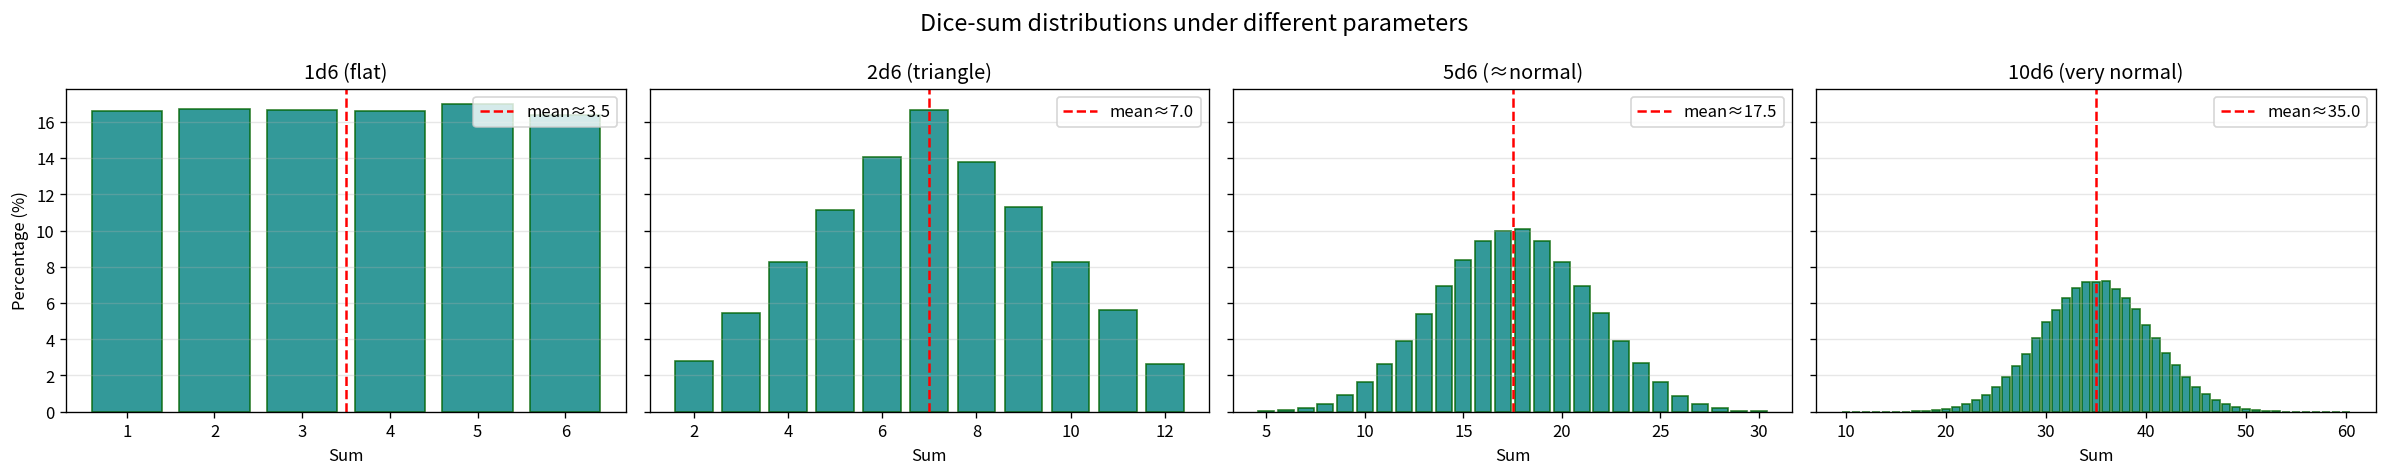 Dice-sum distributions under different parameters
1d6 (flat)
mean≈3.5
Percentage (%)
16
14
12
10
8
6
4
2
0
1 2 3 4 5 6
Sum
2d6 (triangle)
mean≈7.0
2 4 6 8 10 12
Sum
5d6 (≈normal)
mean≈17.5
5 10 15 20 25 30
Sum
10d6 (very normal)
mean≈35.0
10 20 30 40 50 60
Sum